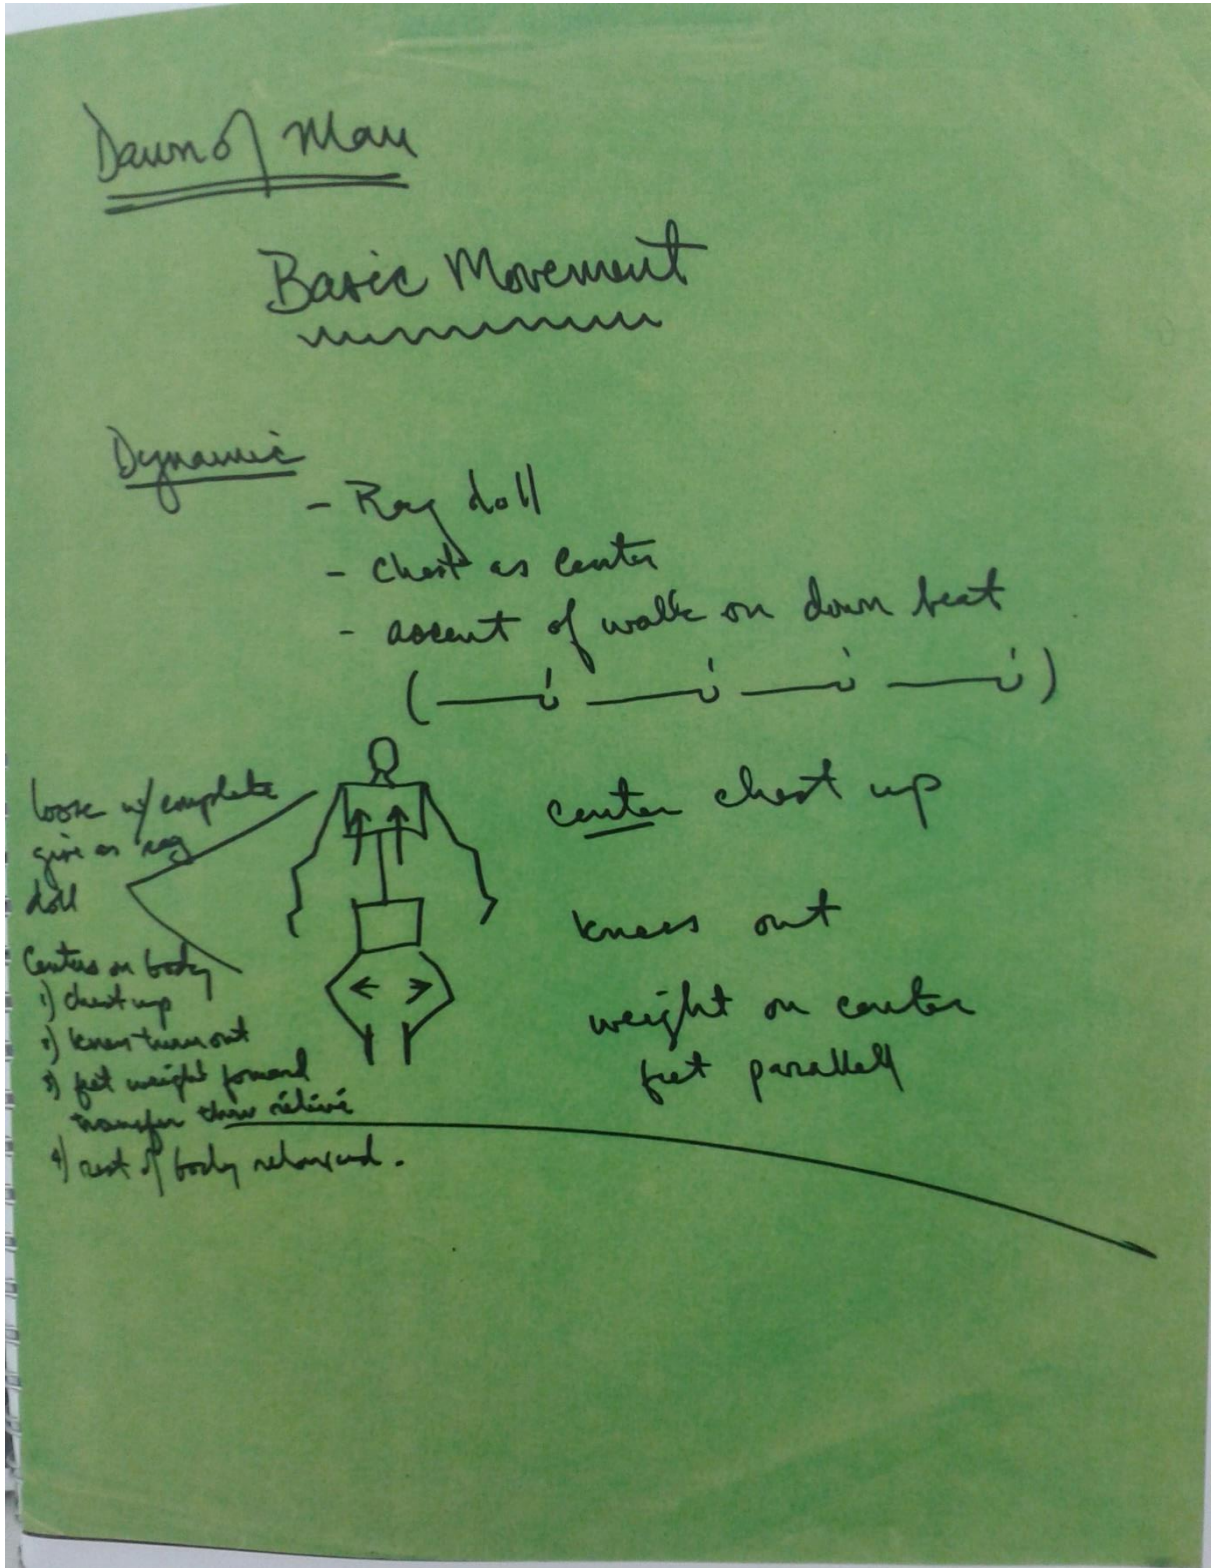 Dawn of Man
Basic Movement
Dynamic
- Rag doll
- Chest as Center
- accent of walk on down beat
center chest up
loose w/ complete
give as rag
doll
knees out
Centers on body
1) chest up
2) knees turn out
weight on center
feet parallell
3) feet weight forward
transfer thru
4) rest of body relaxed.